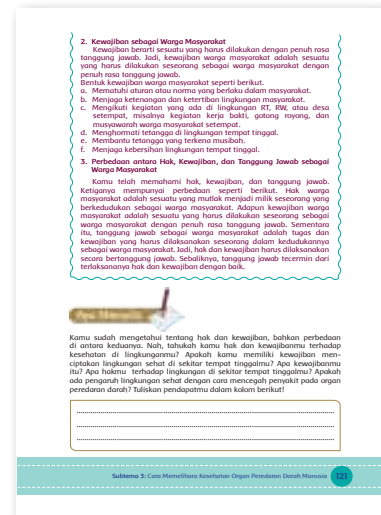 2. Kewajiban sebagai Warga Masyarakat
Kewajiban berarti sesuatu yang harus dilakukan dengan penuh rasa
tanggung jawab. Jadi, kewajiban warga masyarakat adalah sesuatu
yang harus dilakukan seseorang sebagai warga masyarakat dengan
penuh rasa tanggung jawab.
Bentuk kewajiban warga masyarakat seperti berikut.
a. Mematuhi aturan atau norma yang berlaku dalam masyarakat.
b. Menjaga ketenangan dan ketertiban lingkungan masyarakat.
c. Mengikuti kegiatan yang ada di lingkungan RT, RW, atau desa
setempat, misalnya kegiatan kerja bakti, gotong royong, dan
musyawarah warga masyarakat setempat.
d. Menghormati tetangga di lingkungan tempat tinggal.
e. Membantu tetangga yang terkena musibah.
f. Menjaga kebersihan lingkungan tempat tinggal.
3. Perbedaan antara Hak, Kewajiban, dan Tanggung Jawab sebagai
Warga Masyarakat
Kamu telah memahami hak, kewajiban, dan tanggung jawab.
Ketiganya mempunyai perbedaan seperti berikut. Hak warga
masyarakat adalah sesuatu yang mutlak menjadi milik seseorang yang
berkedudukan sebagai warga masyarakat. Adapun kewajiban warga
masyarakat adalah sesuatu yang harus dilakukan seseorang sebagai
warga masyarakat dengan penuh rasa tanggung jawab. Sementara
itu, tanggung jawab sebagai warga masyarakat adalah tugas dan
kewajiban yang harus dilaksanakan seseorang dalam kedudukannya
sebagai warga masyarakat. Jadi, hak dan kewajiban harus dilaksanakan
secara bertanggung jawab. Sebaliknya, tanggung jawab tecermin dari
terlaksananya hak dan kewajiban dengan baik.
Ayo Menulis
Kamu sudah mengetahui tentang hak dan kewajiban, bahkan perbedaan
di antara keduanya. Nah, tahukah kamu hak dan kewajibanmu terhadap
kesehatan di lingkunganmu? Apakah kamu memiliki kewajiban men-
ciptakan lingkungan sehat di sekitar tempat tinggalmu? Apa kewajibanmu
itu? Apa hakmu terhadap lingkungan di sekitar tempat tinggalmu? Apakah
ada pengaruh lingkungan sehat dengan cara mencegah penyakit pada organ
peredaran darah? Tuliskan pendapatmu dalam kolom berikut!
Subtema 3: Cara Memelihara Kesehatan Organ Peredaran Darah Manusia 121